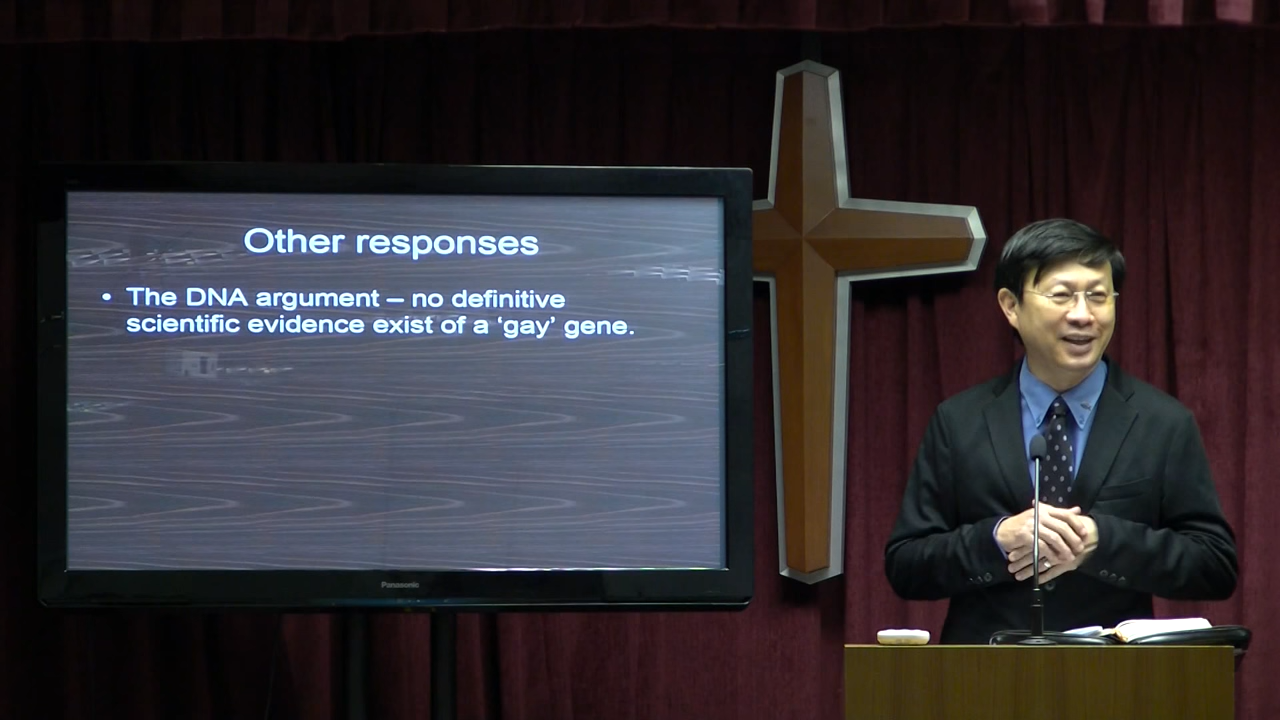 Other responses
• The DNA argument – no definitive
scientific evidence exist of a ‘gay’ gene.
Panasonic